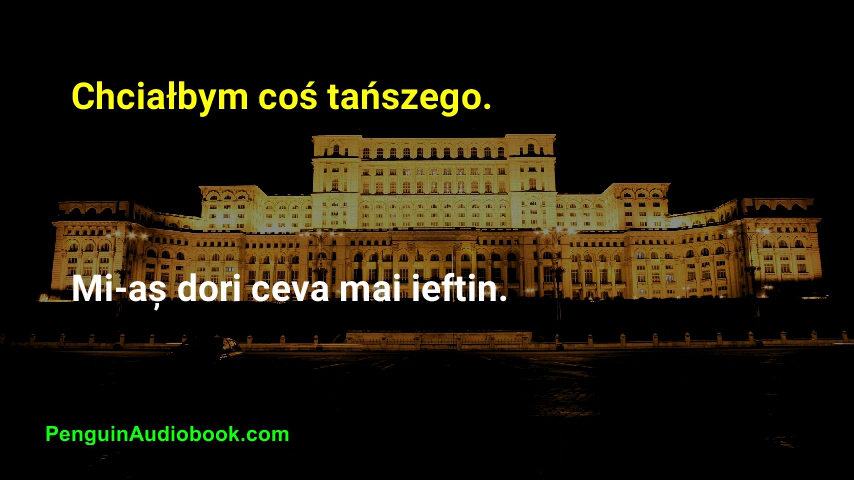 Chciałbym coś tańszego.
Mi-aș dori ceva mai ieftin.
PenguinAudiobook.com